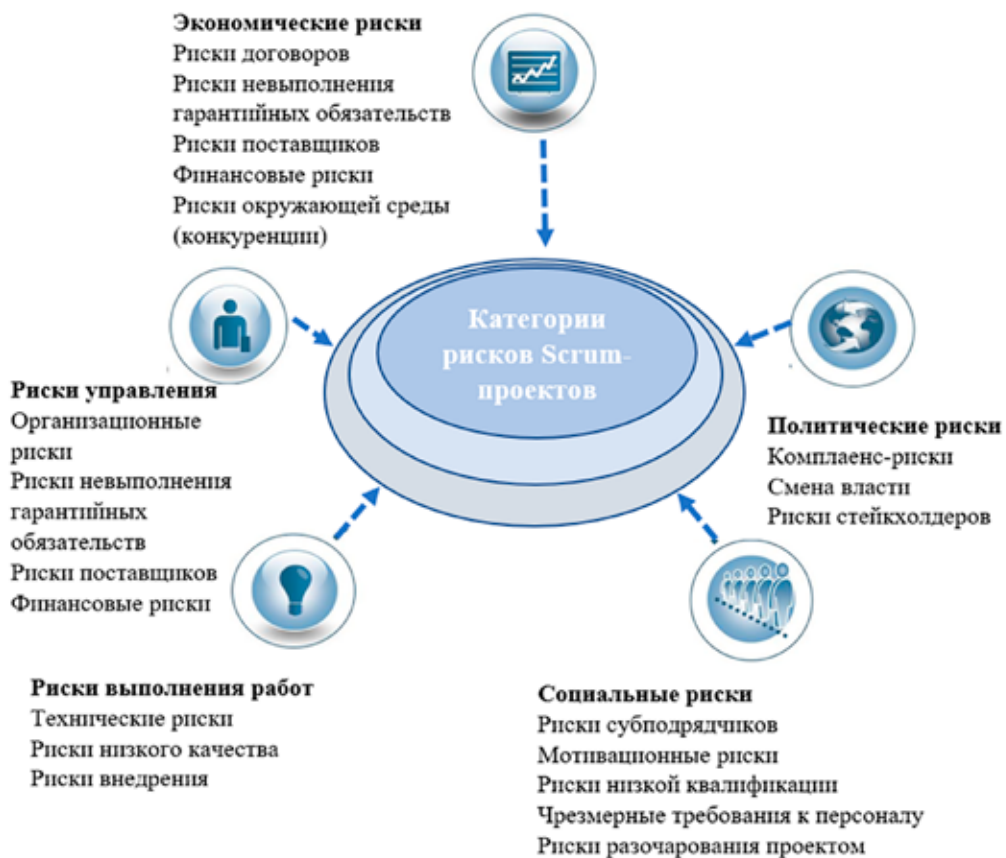 Экономические риски
Риски договоров
Риски невыполнения
гарантийных обязательств
Риски поставщиков
Финансовые риски
Риски окружающей среды
(конкуренции)
Категории
рисков Scrum-
проектов
Риски управления
Организационные
риски
Риски невыполнения
гарантийных
обязательств
Риски поставщиков
Финансовые риски
Политические риски
Комплаенс-риски
Смена власти
Риски стейкхолдеров
Риски выполнения работ
Технические риски
Риски низкого качества
Риски внедрения
Социальные риски
Риски субподрядчиков
Мотивационные риски
Риски низкой квалификации
Чрезмерные требования к персоналу
Риски разочарования проектом